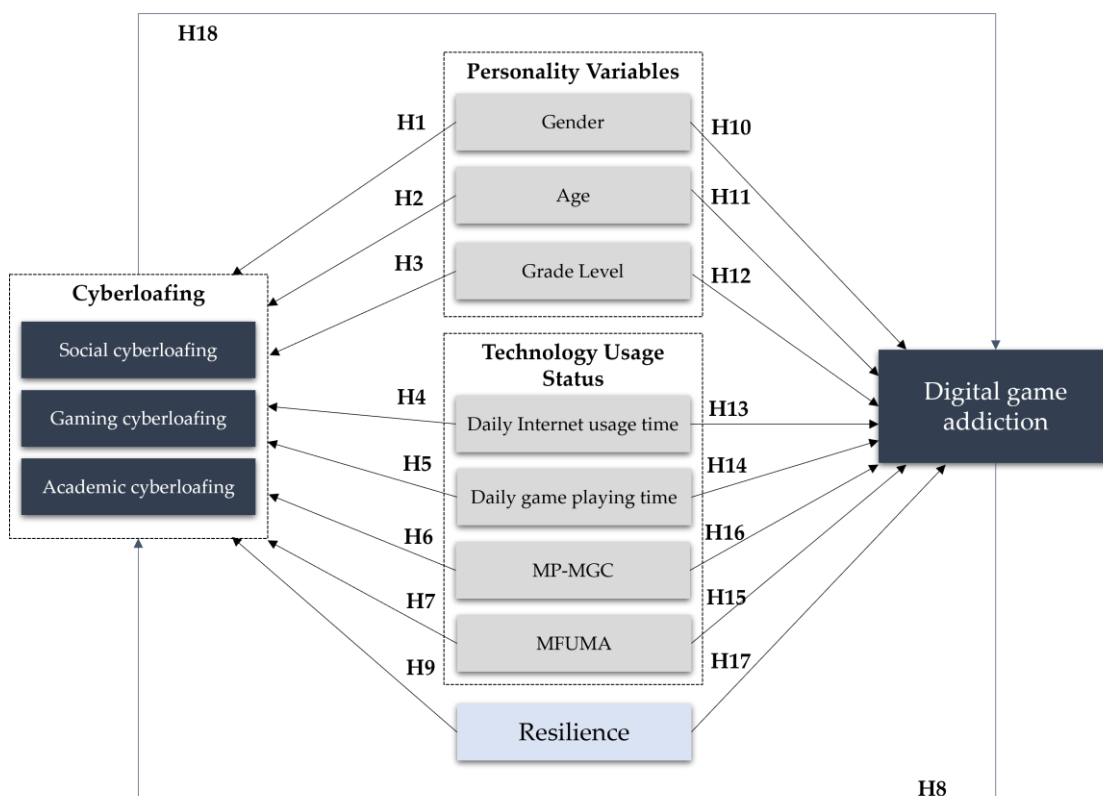 H18
Personality Variables
H1
Gender
H10
H2
Age
H11
H3
Grade Level
H12
Cyberloafing
Social cyberloafing
Gaming cyberloafing
Academic cyberloafing
Technology Usage
Status
H4
Daily Internet usage time
H13
H5
Daily game playing time
H14
H6
MP-MGC
H16
H7
MFUMA
H15
H9
Resilience
H17
Digital game
addiction
H8